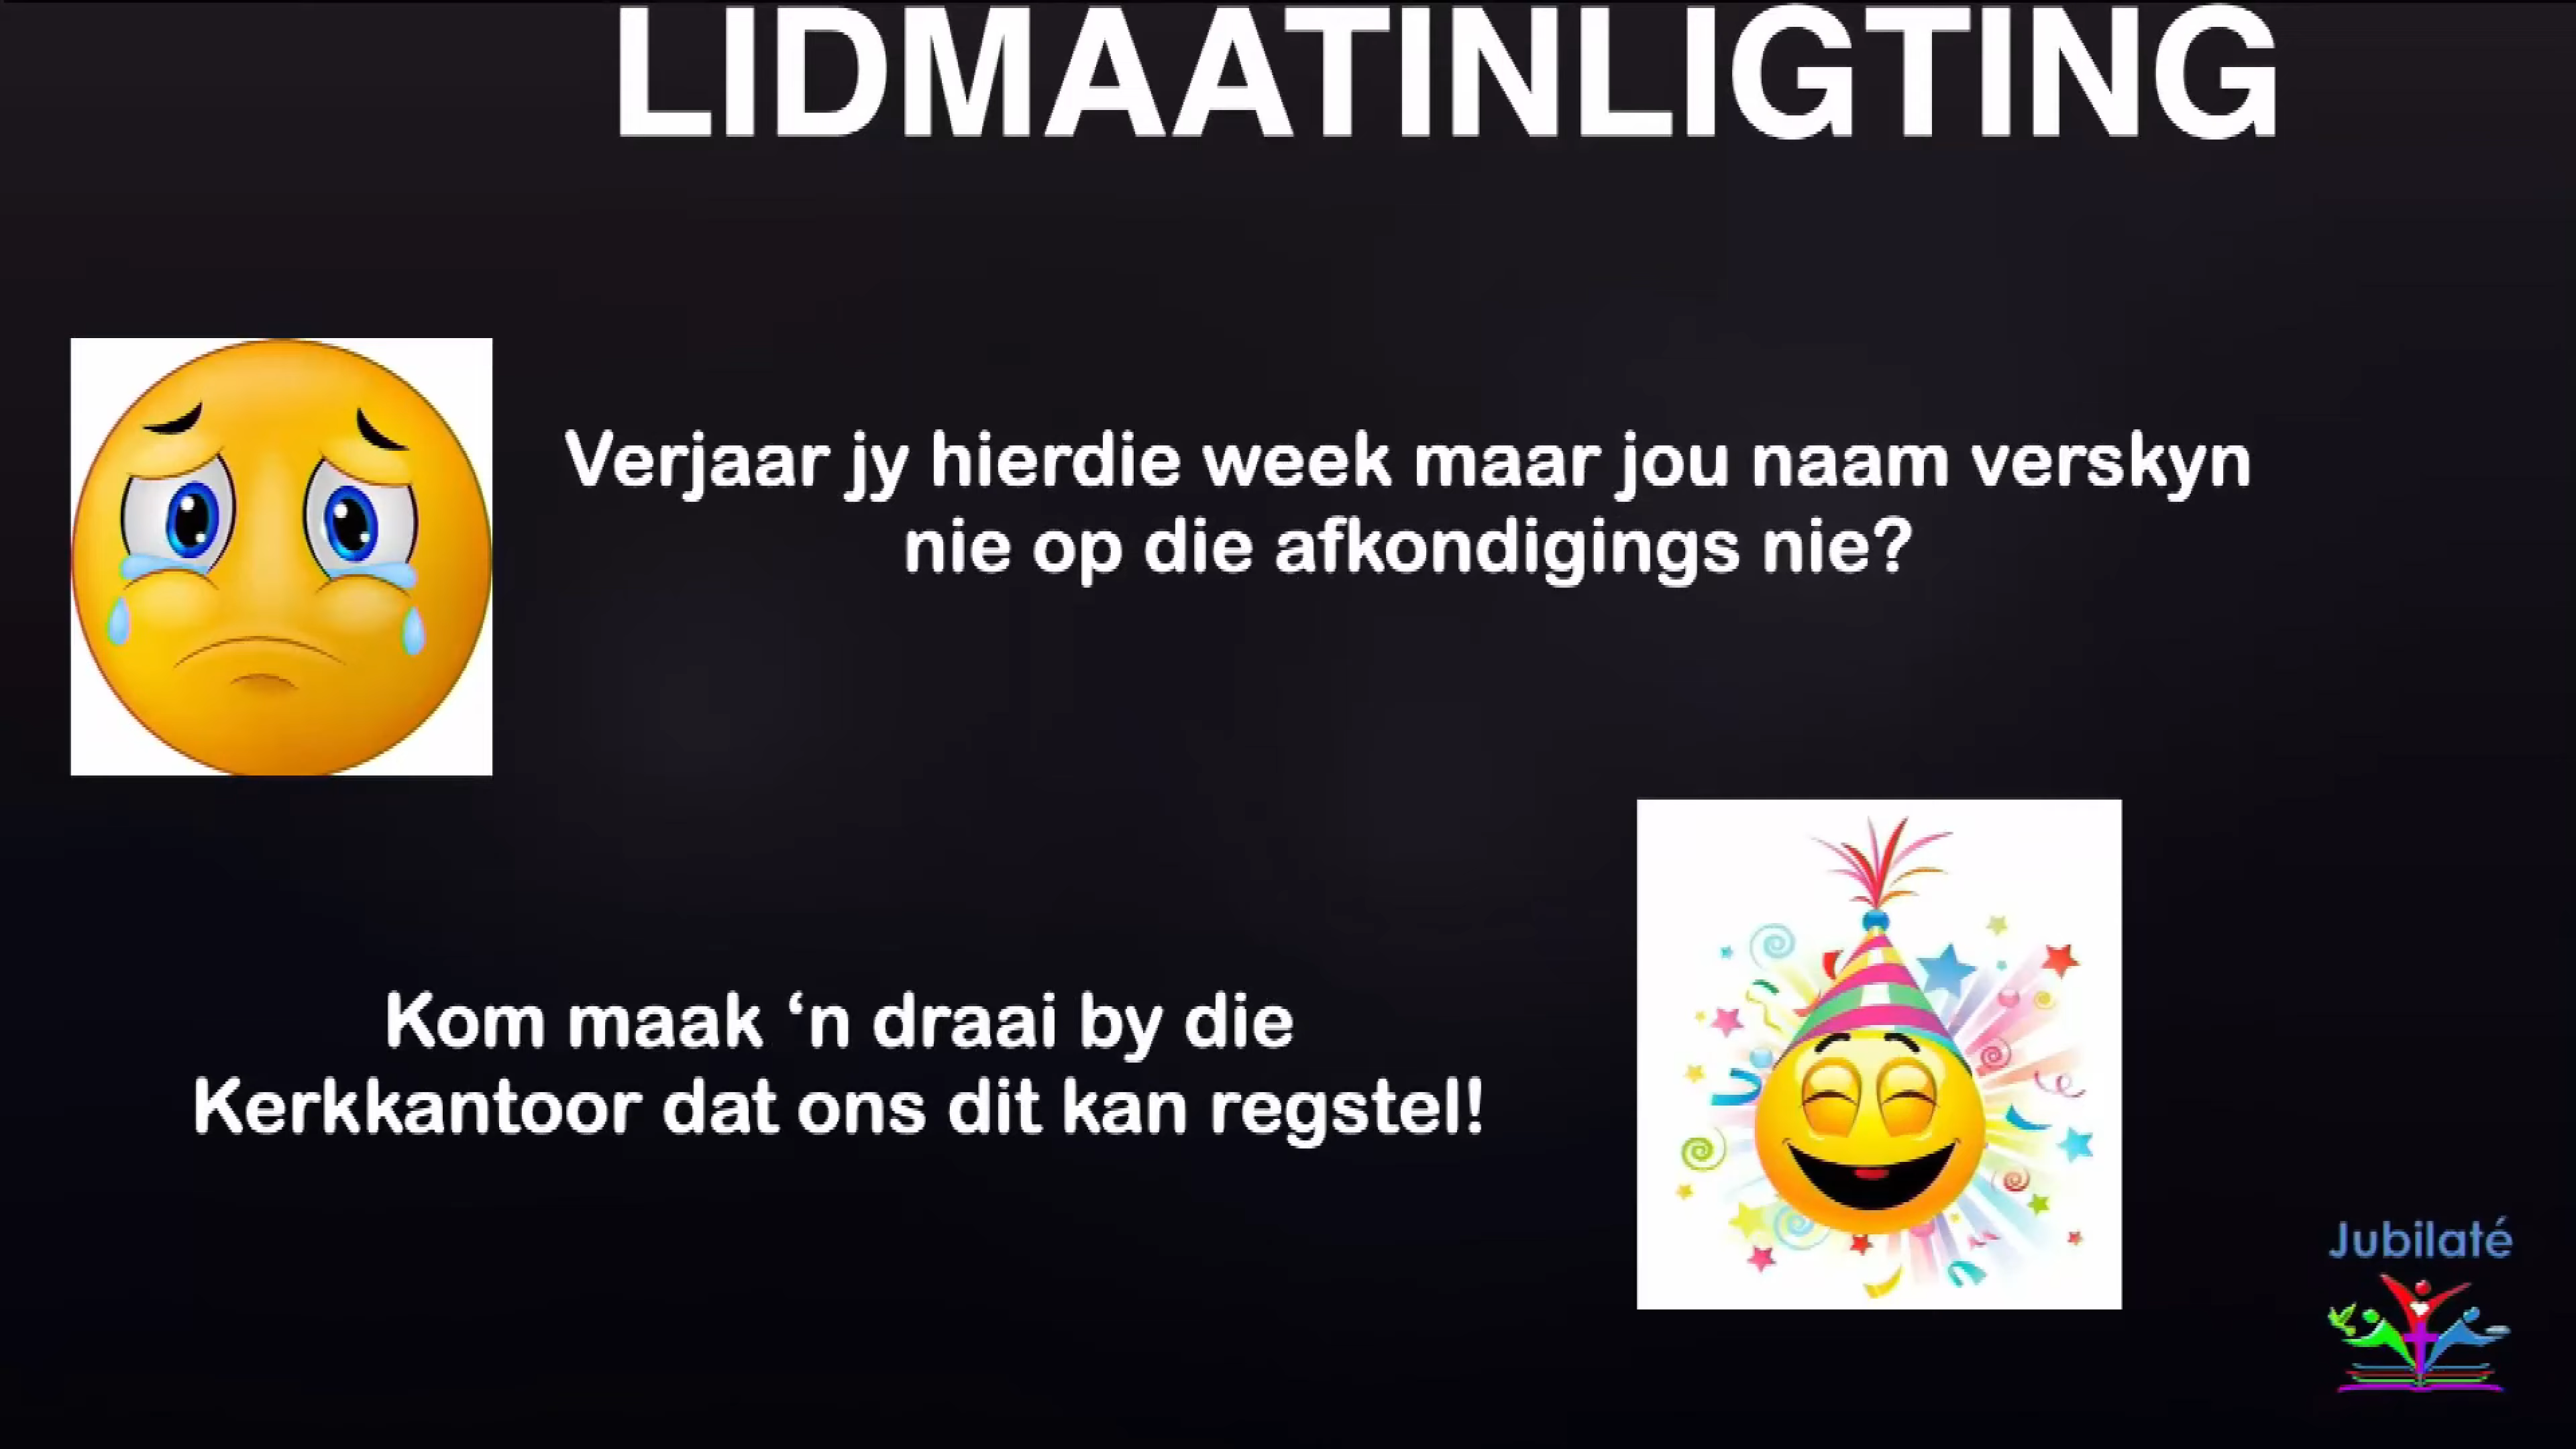 LIDMAATINLIGTING
Verjaar jy hierdie week maar jou naam verskyn
nie op die afkondigings nie?
Kom maak ‘n draai by die
Kerkkantoor dat ons dit kan regstel!
Jubilaté